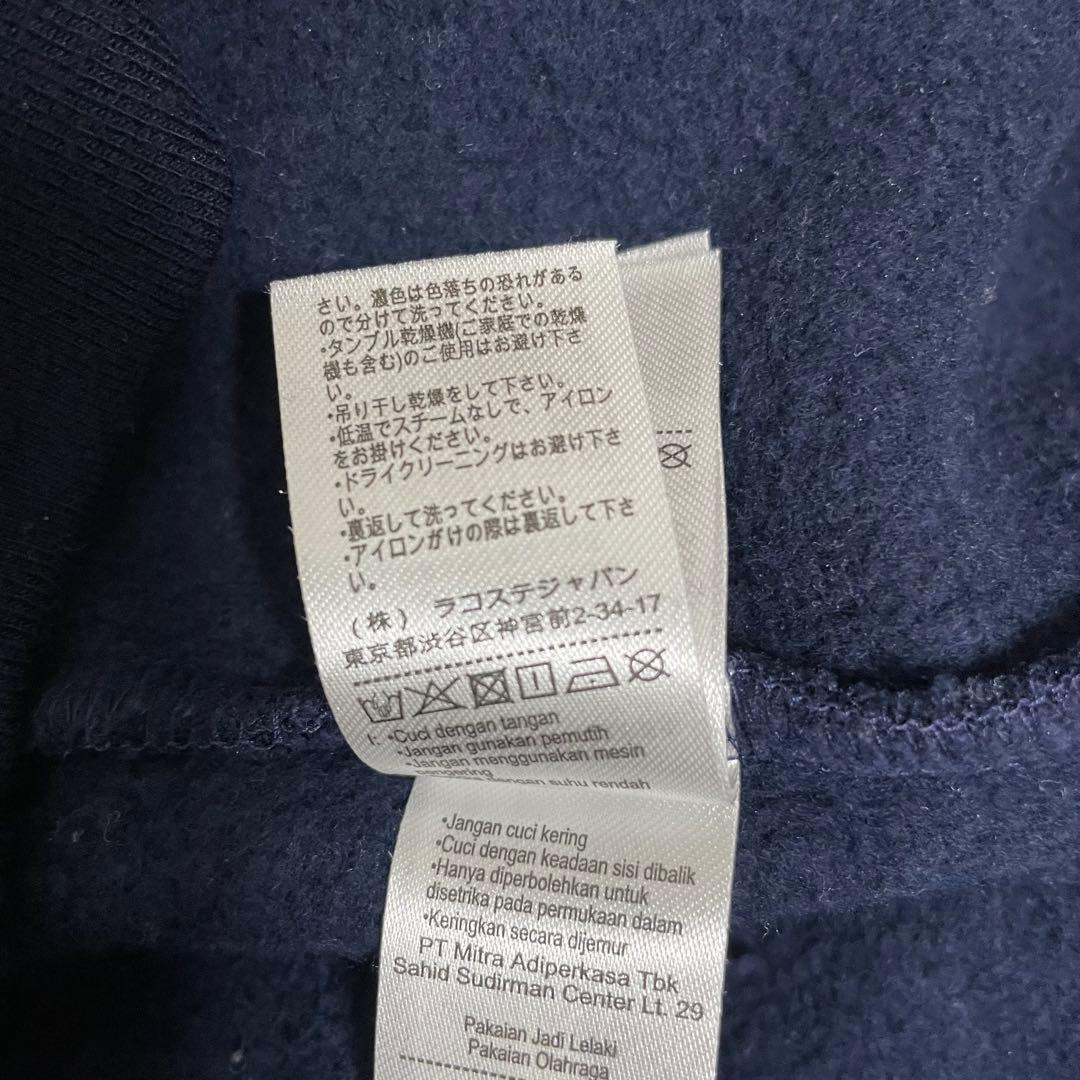 さい。濃色は色落ちの恐れがある
ので分けて洗ってください。
•タンブル乾燥機(ご家庭での乾燥
機も含む)のご使用はお避け下さ
い。
•吊り干し乾燥をして下さい。
•低温でスチームなしで、アイロン
をお掛けください。
•ドライクリーニングはお避け下さ
い。
•裏返して洗ってください。
•アイロンがけの際は裏返して下さ
い。
(株) ラコステジャパン
東京都渋谷区神宮前2-34-17
•Cuci dengan tangan
•Jangan gunakan pemutih
•Jangan menggunakan mesin
pengering
dengan suhu rendah
•Jangan cuci kering
•Cuci dengan keadaan sisi dibalik
•Hanya diperbolehkan untuk
disetrika pada permukaan dalam
•Keringkan secara dijemur
PT Mitra Adiperkasa Tbk
Sahid Sudirman Center Lt. 29
Pakaian Jadi Lelaki
Pakaian Olahraga